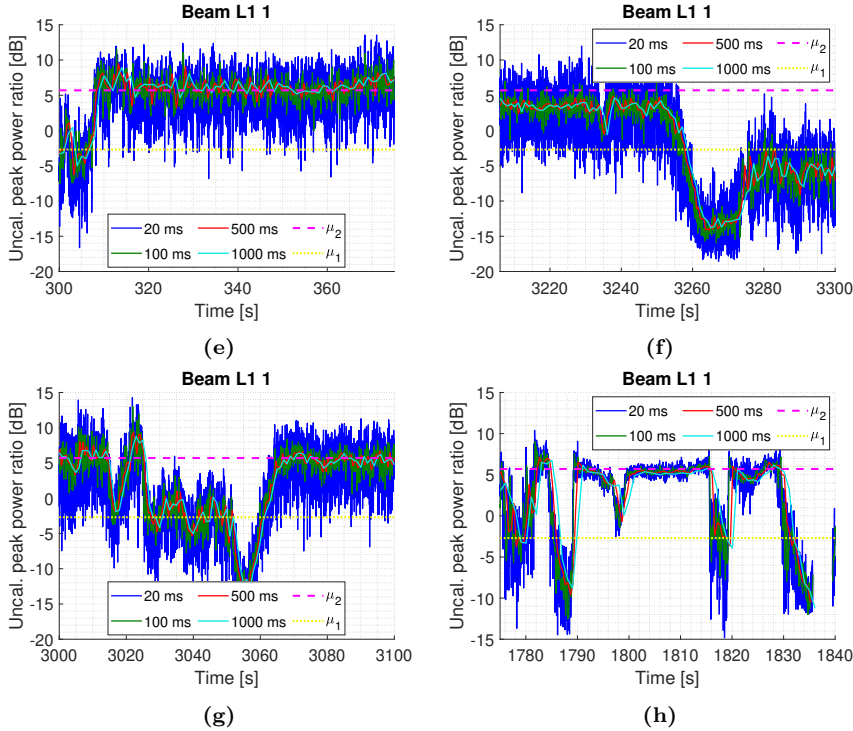 Beam L1 1
Uncal. peak power ratio [dB]
15
10
5
0
-5
-10
-15
-20
20 ms
500 ms
μ2
100 ms
1000 ms
μ1
300
320
340
360
Time [s]
(e)
Beam L1 1
Uncal. peak power ratio [dB]
15
10
5
0
-5
-10
-15
-20
20 ms
500 ms
μ2
100 ms
1000 ms
μ1
3220
3240
3260
3280
3300
Time [s]
(f)
Beam L1 1
Uncal. peak power ratio [dB]
15
10
5
0
-5
-10
-15
-20
20 ms
500 ms
μ2
100 ms
1000 ms
μ1
3000
3020
3040
3060
3080
3100
Time [s]
(g)
Beam L1 1
Uncal. peak power ratio [dB]
15
10
5
0
-5
-10
-15
20 ms
500 ms
μ2
100 ms
1000 ms
μ1
1780
1790
1800
1810
1820
1830
1840
Time [s]
(h)